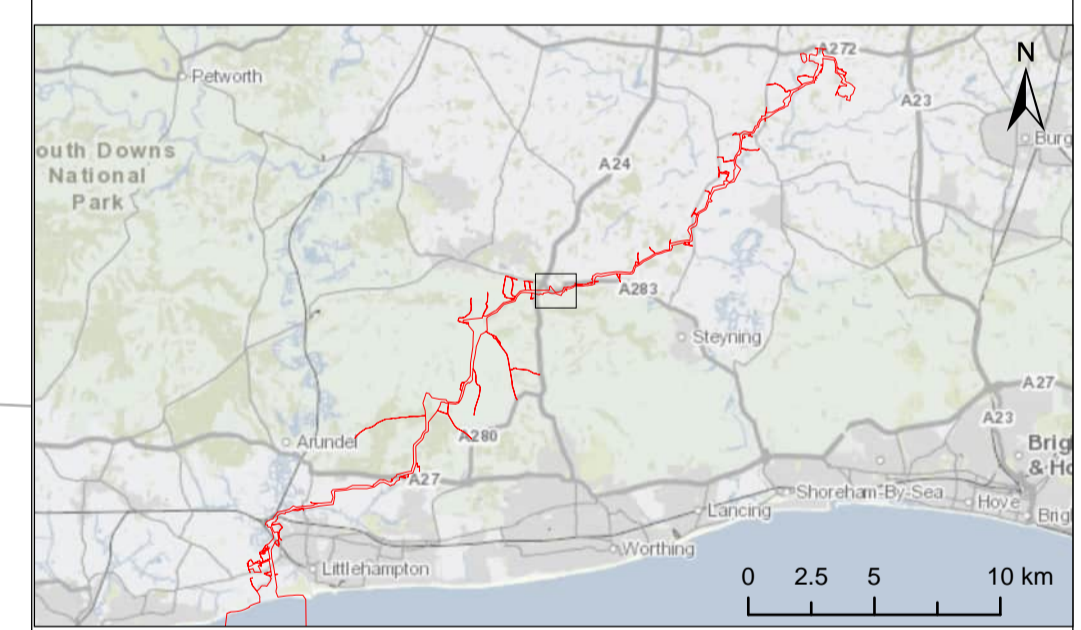 A272
N
Petworth
A23
Burg
outh Downs
National
Park
A24
A283
Steyning
A27
A23
Arundel
A280
Brig
& Ho
A27
Shoreham-By-Sea
Hove
Lancing
Brig
Worthing
Littlehampton
0 2.5 5 10 km